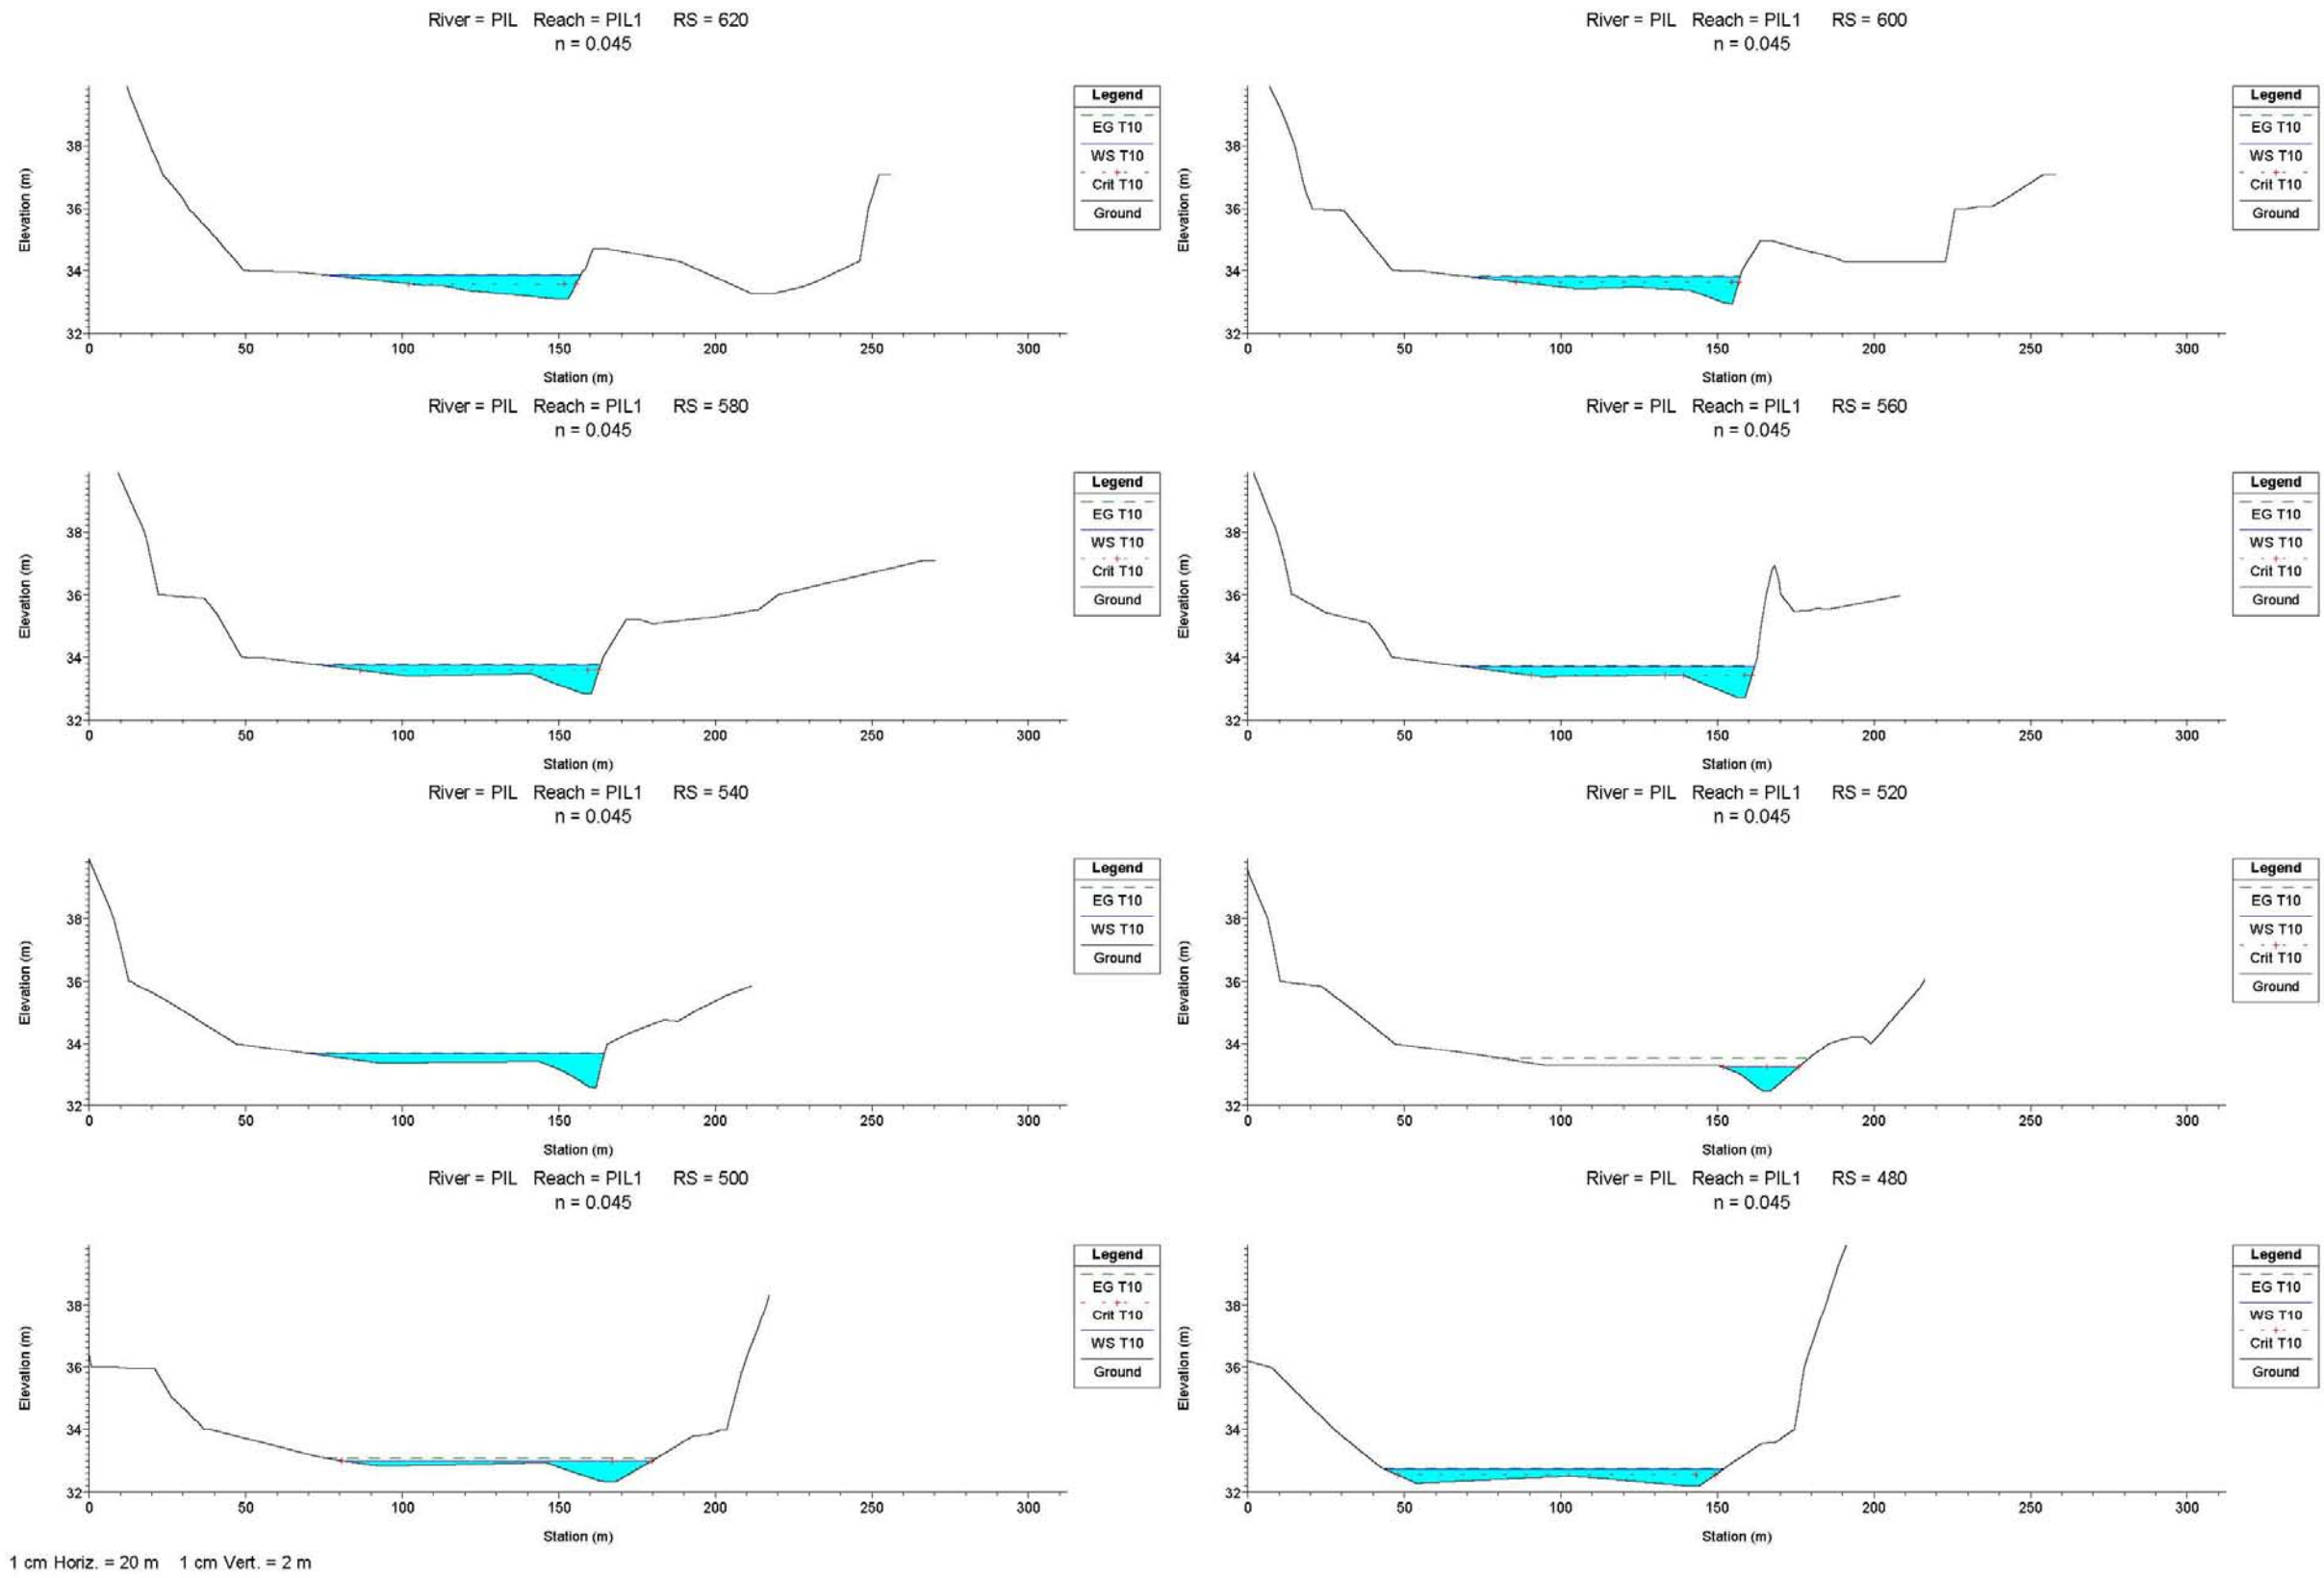 River = PIL Reach = PIL1 RS = 620
n = 0.045
Elevation (m)
38
36
34
32
0 50 100 150 200 250 300
Station (m)
Legend
EG T10
WS T10
Crit T10
Ground
River = PIL Reach = PIL1 RS = 600
n = 0.045
Elevation (m)
38
36
34
32
0 50 100 150 200 250 300
Station (m)
Legend
EG T10
WS T10
Crit T10
Ground
River = PIL Reach = PIL1 RS = 580
n = 0.045
Elevation (m)
38
36
34
32
0 50 100 150 200 250 300
Station (m)
Legend
EG T10
WS T10
Crit T10
Ground
River = PIL Reach = PIL1 RS = 560
n = 0.045
Elevation (m)
38
36
34
32
0 50 100 150 200 250 300
Station (m)
Legend
EG T10
WS T10
Crit T10
Ground
River = PIL Reach = PIL1 RS = 540
n = 0.045
Elevation (m)
38
36
34
32
0 50 100 150 200 250 300
Station (m)
Legend
EG T10
WS T10
Ground
River = PIL Reach = PIL1 RS = 520
n = 0.045
Elevation (m)
38
36
34
32
0 50 100 150 200 250 300
Station (m)
Legend
EG T10
WS T10
Crit T10
Ground
River = PIL Reach = PIL1 RS = 500
n = 0.045
Elevation (m)
38
36
34
32
0 50 100 150 200 250 300
Station (m)
Legend
EG T10
Crit T10
WS T10
Ground
River = PIL Reach = PIL1 RS = 480
n = 0.045
Elevation (m)
38
36
34
32
0 50 100 150 200 250 300
Station (m)
Legend
EG T10
WS T10
Crit T10
Ground
1 cm Horiz. = 20 m 1 cm Vert. = 2 m